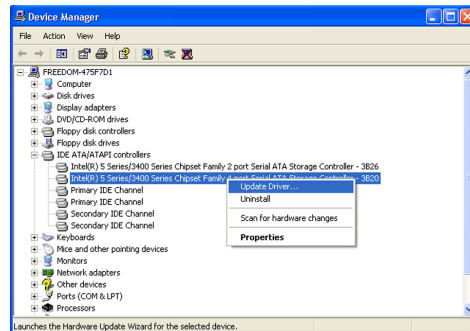 Device Manager
File Action View Help
FREEDOM-475F7D1
Computer
Disk drives
Display adapters
DVD/CD-ROM drives
Floppy disk controllers
Floppy disk drives
IDE ATA/ATAPI controllers
Intel(R) 5 Series/3400 Series Chipset Family 2 port Serial ATA Storage Controller - 3B26
Intel(R) 5 Series/3400 Series Chipset Family 4 port Serial ATA Storage Controller - 3B20
Update Driver...
Primary IDE Channel
Uninstall
Primary IDE Channel
Secondary IDE Channel
Scan for hardware changes
Secondary IDE Channel
Properties
Keyboards
Mice and other pointing devices
Monitors
Network adapters
Other devices
Ports (COM & LPT)
Processors
Launches the Hardware Update Wizard for the selected device.